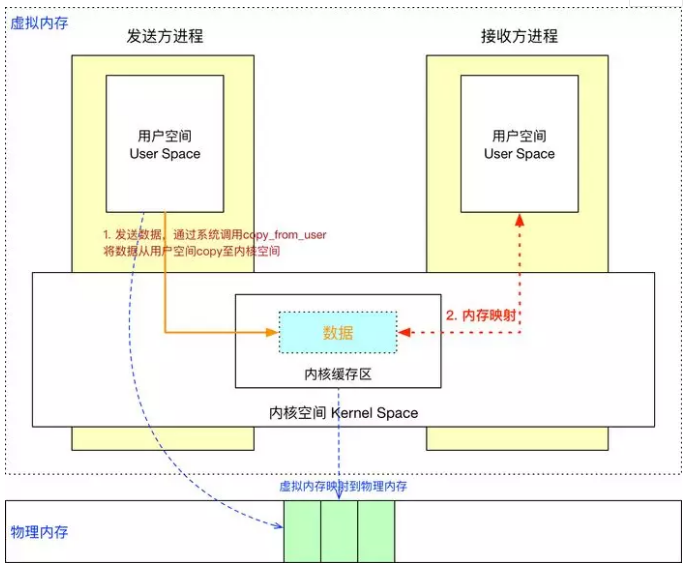 虚拟内存
发送方进程
接收方进程
用户空间
User Space
用户空间
User Space
1. 发送数据，通过系统调用copy_from_user
将数据从用户空间copy至内核空间
数据
2. 内存映射
内核缓存区
内核空间 Kernel Space
虚拟内存映射到物理内存
物理内存